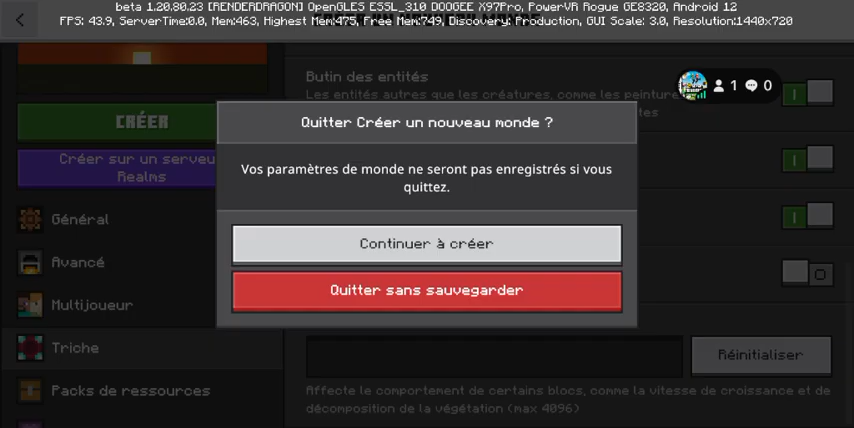 beta 1.20.80.23 [RENDERDRAGON] OpenGLES ESSL_310 DOOGEE X97Pro, PowerVR Rogue GE8320, Android 12
FPS: 43.9, ServerTime:0.0, Mem:463, Highest Mem:475, Free Mem:749, Discovery: Production, GUI Scale: 3.0, Resolution:1440x720
Butin des entités
Les entités autres que les créatures, comme les peintur
1 0
CRÉER
Créer sur un serveu
Realms
Général
Avancé
Multijoueur
Triche
Packs de ressources
Quitter Créer un nouveau monde ?
Vos paramètres de monde ne seront pas enregistrés si vous
quittez.
Continuer à créer
Quitter sans sauvegarder
Réinitialiser
Affecte le comportement de certains blocs, comme la vitesse de croissance et de
décomposition de la végétation (max 4096)